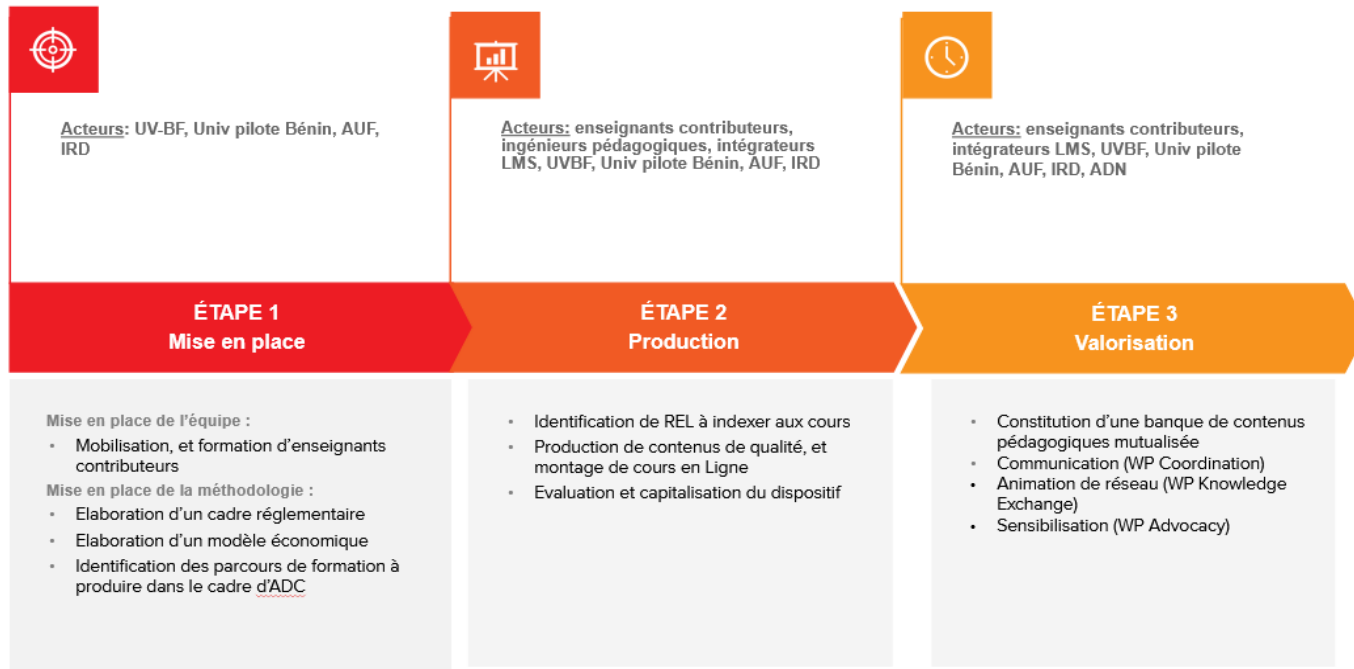 Acteurs: UV-BF, Univ pilote Bénin, AUF,
IRD
Acteurs: enseignants contributeurs,
ingénieurs pédagogiques, intégrateurs
LMS, UVBF, Univ pilote Bénin, AUF, IRD
Acteurs: enseignants contributeurs,
intégrateurs LMS, UVBF, Univ pilote
Bénin, AUF, IRD, ADN
ÉTAPE 1
Mise en place
ÉTAPE 2
Production
ÉTAPE 3
Valorisation
Mise en place de l'équipe :
• Mobilisation, et formation d'enseignants
contributeurs
Mise en place de la méthodologie :
• Elaboration d'un cadre réglementaire
• Elaboration d'un modèle économique
• Identification des parcours de formation à
produire dans le cadre d'ADC
• Identification de REL à indexer aux cours
• Production de contenus de qualité, et
montage de cours en Ligne
• Evaluation et capitalisation du dispositif
• Constitution d'une banque de contenus
pédagogiques mutualisée
• Communication (WP Coordination)
• Animation de réseau (WP Knowledge
Exchange)
• Sensibilisation (WP Advocacy)